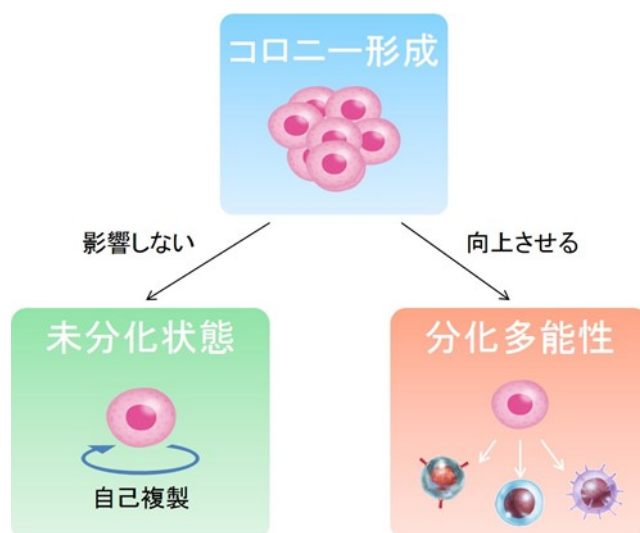 コロニー形成
影響しない
向上させる
未分化状態
分化多能性
自己複製